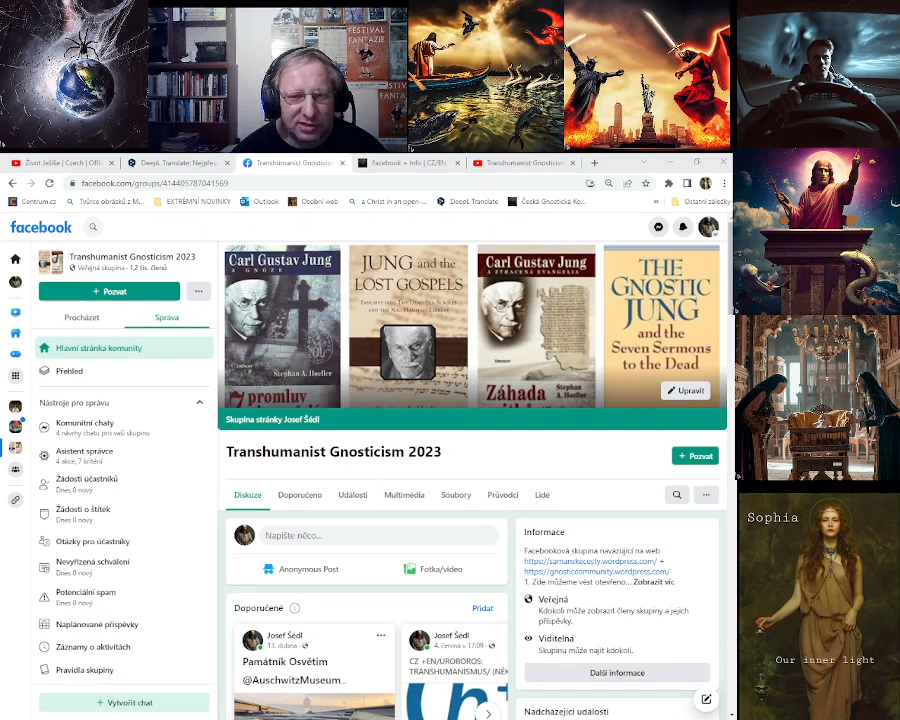 FESTIVAL
FANTAZIE
Život Ježíše | Czech | Offi
DeepL Translate: Nejpřev
Transhumanist Gnosticism
Facebook + Info | CZ/EN
Transhumanist Gnosticism
facebook.com/groups/414405787041569
Centrum.cz
Tvůrce obrázků z M...
EXTRÉMNÍ NOVINKY
Outlook
Osobní web
a Christ in an open-...
DeepL Translate
Česká Gnostická Ko...
»
Ostatní záložky
facebook
Transhumanist Gnosticism 2023
Veřejná skupina · 1,2 tis. členů
+ Pozvat
Procházet
Správa
Hlavní stránka komunity
Přehled
Nástroje pro správu
Komunitní chaty
4 návrhy chatu pro vaši skupinu
Asistent správce
4 akce, 7 kritérií
Žádosti účastníků
Dnes 0 nový
Žádosti o štítek
Dnes 0 nový
Otázky pro účastníky
Nevyřízená schválení
Dnes 0 nový
Potenciální spam
Dnes 0 nový
Naplánované příspěvky
Záznamy o aktivitách
Pravidla skupiny
+ Vytvořit chat
Carl Gustav Jung
A GNÓZE
Stephan A. Hoeller
7 promluv
JUNG and the
LOST GOSPELS
INSIGHTS INTO THE DEAD SEA SCROLLS
AND THE NAG HAMMADI LIBRARY
Carl Gustav Jung
A ZTRACENÁ EVANGELIA
Záhada
Stephan A.
Hoeller
THE
GNOSTIC
JUNG
and the
Seven Sermons
to the Dead
Upravit
Skupina stránky Josef Šédl
Transhumanist Gnosticism 2023
+ Pozvat
Diskuze
Doporučeno
Události
Multimédia
Soubory
Průvodci
Lidé
Napište něco...
Anonymous Post
Fotka/video
Doporučené
Přidat
Josef Šédl
13. dubna ·
Památník Osvětim
@AuschwitzMuseum...
Josef Šédl
4. června v 17:09 ·
CZ +EN/UROBOROS:
TRANSHUMANISMUS/ (NĚK
Informace
Facebooková skupina navazující na web
https://samanskecesty.wordpress.com/ +
https://gnosticcommunity.wordpress.com/
1. Zde můžeme vést otevřeno... Zobrazit víc
Veřejná
Kdokoli může zobrazit členy skupiny a jejich
příspěvky.
Viditelná
Skupinu může najít kdokoli.
Další informace
Nadcházející události
Sophia
Our inner light